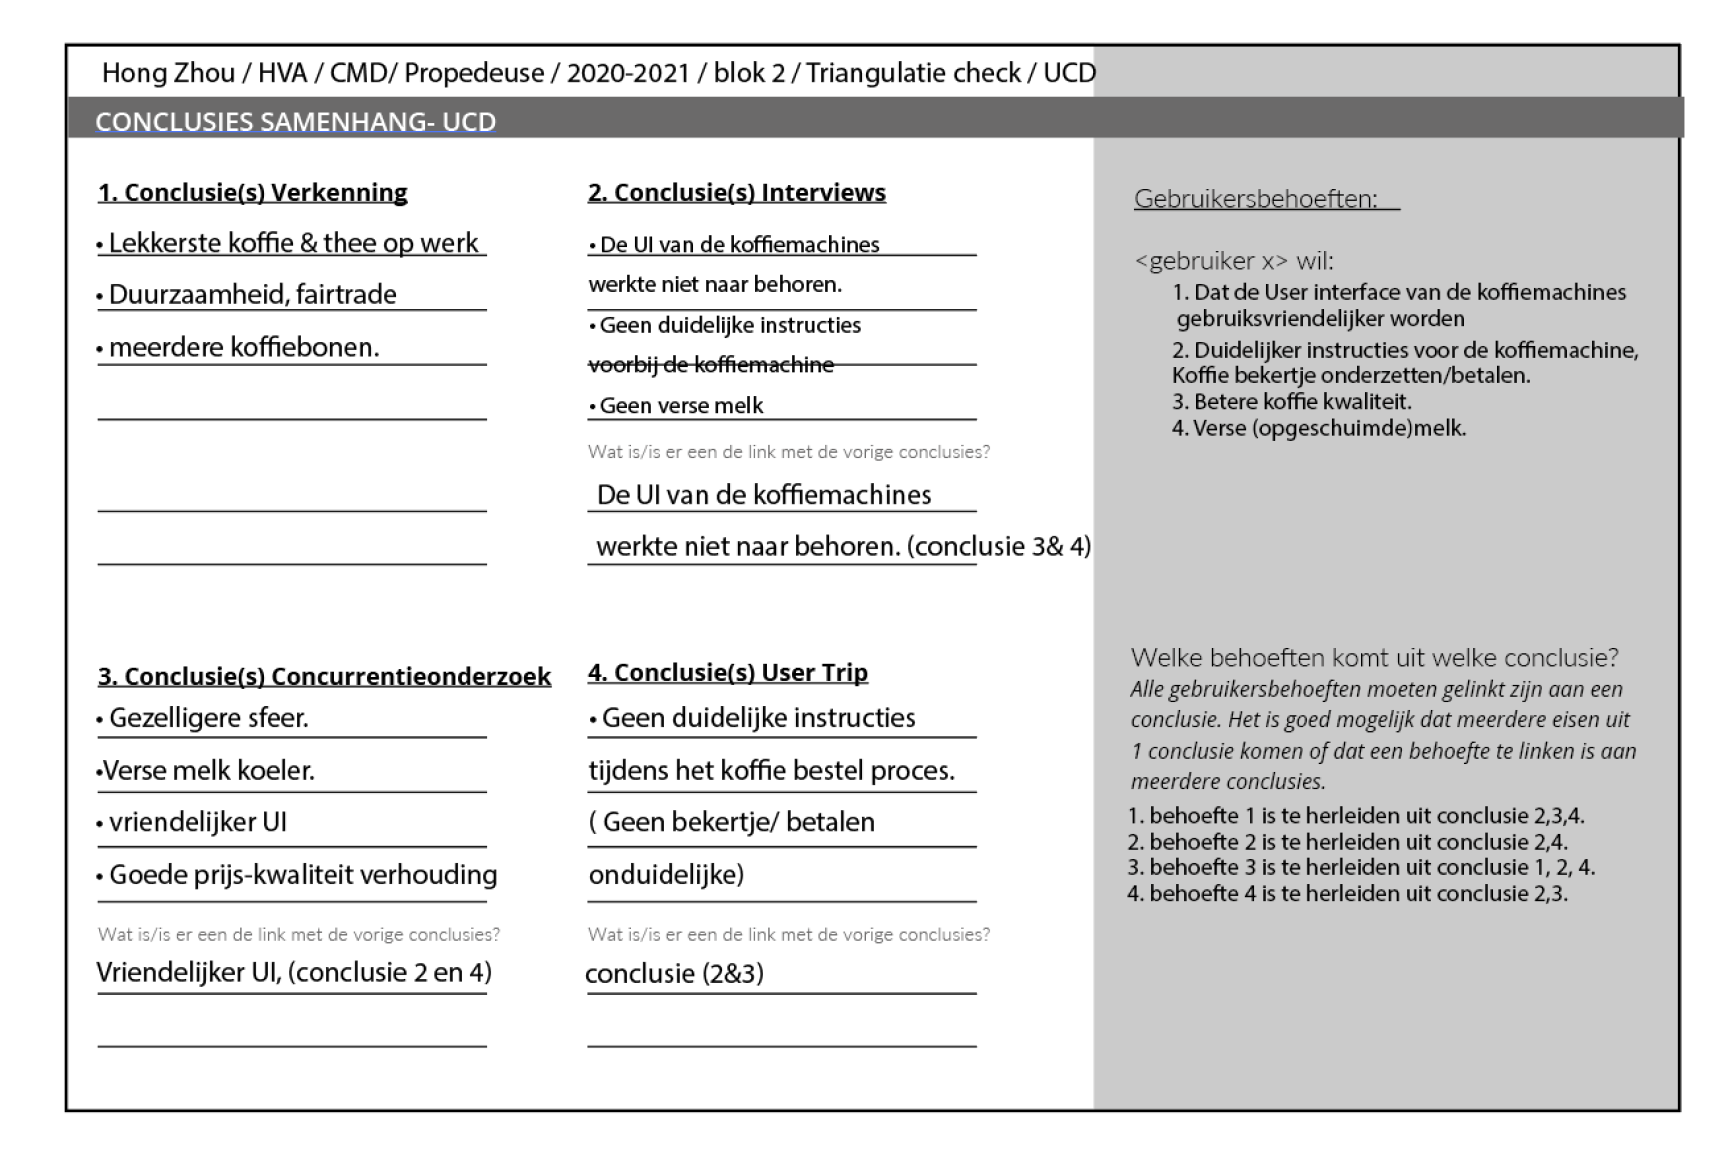 Hong Zhou / HVA / CMD/ Propedeuse / 2020-2021 / blok 2 / Triangulatie check / UCD
CONCLUSIES SAMENHANG- UCD
1. Conclusie(s) Verkenning
• Lekkerste koffie & thee op werk
• Duurzaamheid, fairtrade
• meerdere koffiebonen.
2. Conclusie(s) Interviews
• De UI van de koffiemachines
werkte niet naar behoren.
• Geen duidelijke instructies
voorbij de koffiemachine
• Geen verse melk
Wat is/is er een de link met de vorige conclusies?
De UI van de koffiemachines
werkte niet naar behoren. (conclusie 3& 4)
3. Conclusie(s) Concurrentieonderzoek
• Gezelligere sfeer.
•Verse melk koeler.
• vriendelijker UI
• Goede prijs-kwaliteit verhouding
Wat is/is er een de link met de vorige conclusies?
Vriendelijker UI, (conclusie 2 en 4)
4. Conclusie(s) User Trip
• Geen duidelijke instructies
tijdens het koffie bestel proces.
( Geen bekertje/ betalen
onduidelijke)
Wat is/is er een de link met de vorige conclusies?
conclusie (2&3)
Gebruikersbehoeften:
<gebruiker x> wil:
1. Dat de User interface van de koffiemachines
gebruiksvriendelijker worden
2. Duidelijker instructies voor de koffiemachine,
Koffie bekertje onderzetten/betalen.
3. Betere koffie kwaliteit.
4. Verse (opgeschuimde)melk.
Welke behoeften komt uit welke conclusie?
Alle gebruikersbehoeften moeten gelinkt zijn aan een
conclusie. Het is goed mogelijk dat meerdere eisen uit
1 conclusie komen of dat een behoefte te linken is aan
meerdere conclusies.
1. behoefte 1 is te herleiden uit conclusie 2,3,4.
2. behoefte 2 is te herleiden uit conclusie 2,4.
3. behoefte 3 is te herleiden uit conclusie 1, 2, 4.
4. behoefte 4 is te herleiden uit conclusie 2,3.